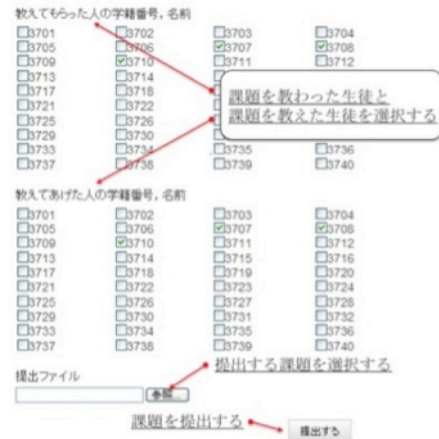 教えてもらった人の学籍番号, 名前
3701 3702 3703 3704
3705 3706 3707 3708
3709 3710 3711 3712
3713 3714
3717 3718
3721 3722
3725 3726
3729 3730
3733 3734 3735 3736
3737 3738 3739 3740
課題を教わった生徒と
課題を教えた生徒を選択する
教えてあげた人の学籍番号, 名前
3701 3702 3703 3704
3705 3706 3707 3708
3709 3710 3711 3712
3713 3714 3715 3716
3717 3718 3719 3720
3721 3722 3723 3724
3725 3726 3727 3728
3729 3730 3731 3732
3733 3734 3735 3736
3737 3738 3739 3740
提出する課題を選択する
提出ファイル
参照...
課題を提出する
提出する